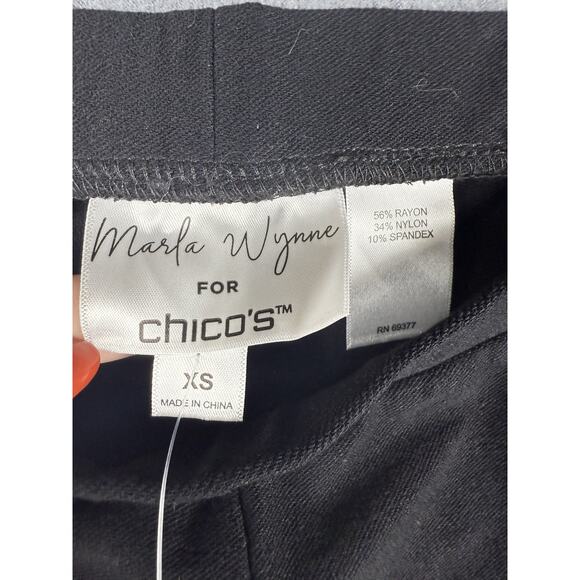 Marla Wynne
FOR
chico's™
XS
MADE IN CHINA
56% RAYON
34% NYLON
10% SPANDEX
RN 69377